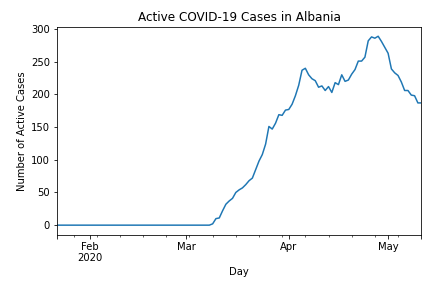 Active COVID-19 Cases in Albania
300
250
200
150
100
50
0
Number of Active Cases
Feb
2020
Mar
Apr
May
Day